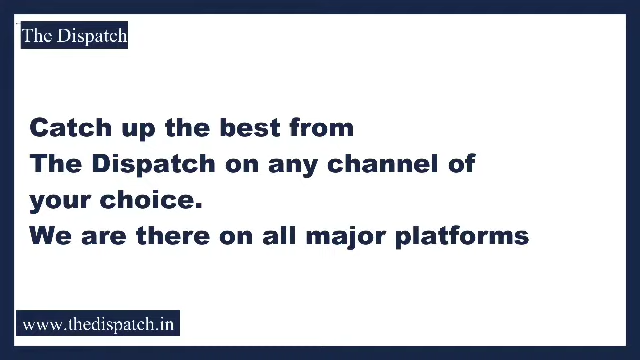 The Dispatch
Catch up the best from
The Dispatch on any channel of
your choice.
We are there on all major platforms
www.thedispatch.in